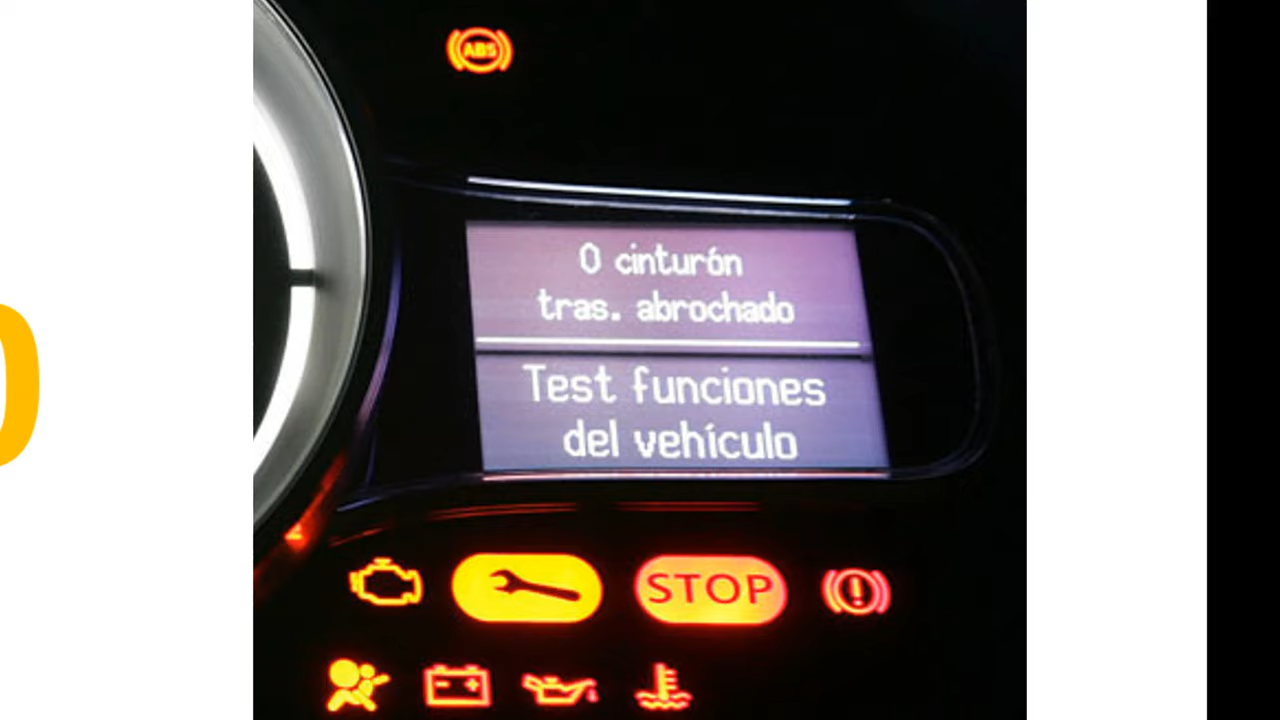 ABS
0 cinturón
tras. abrochado
Test funciones
del vehículo
STOP